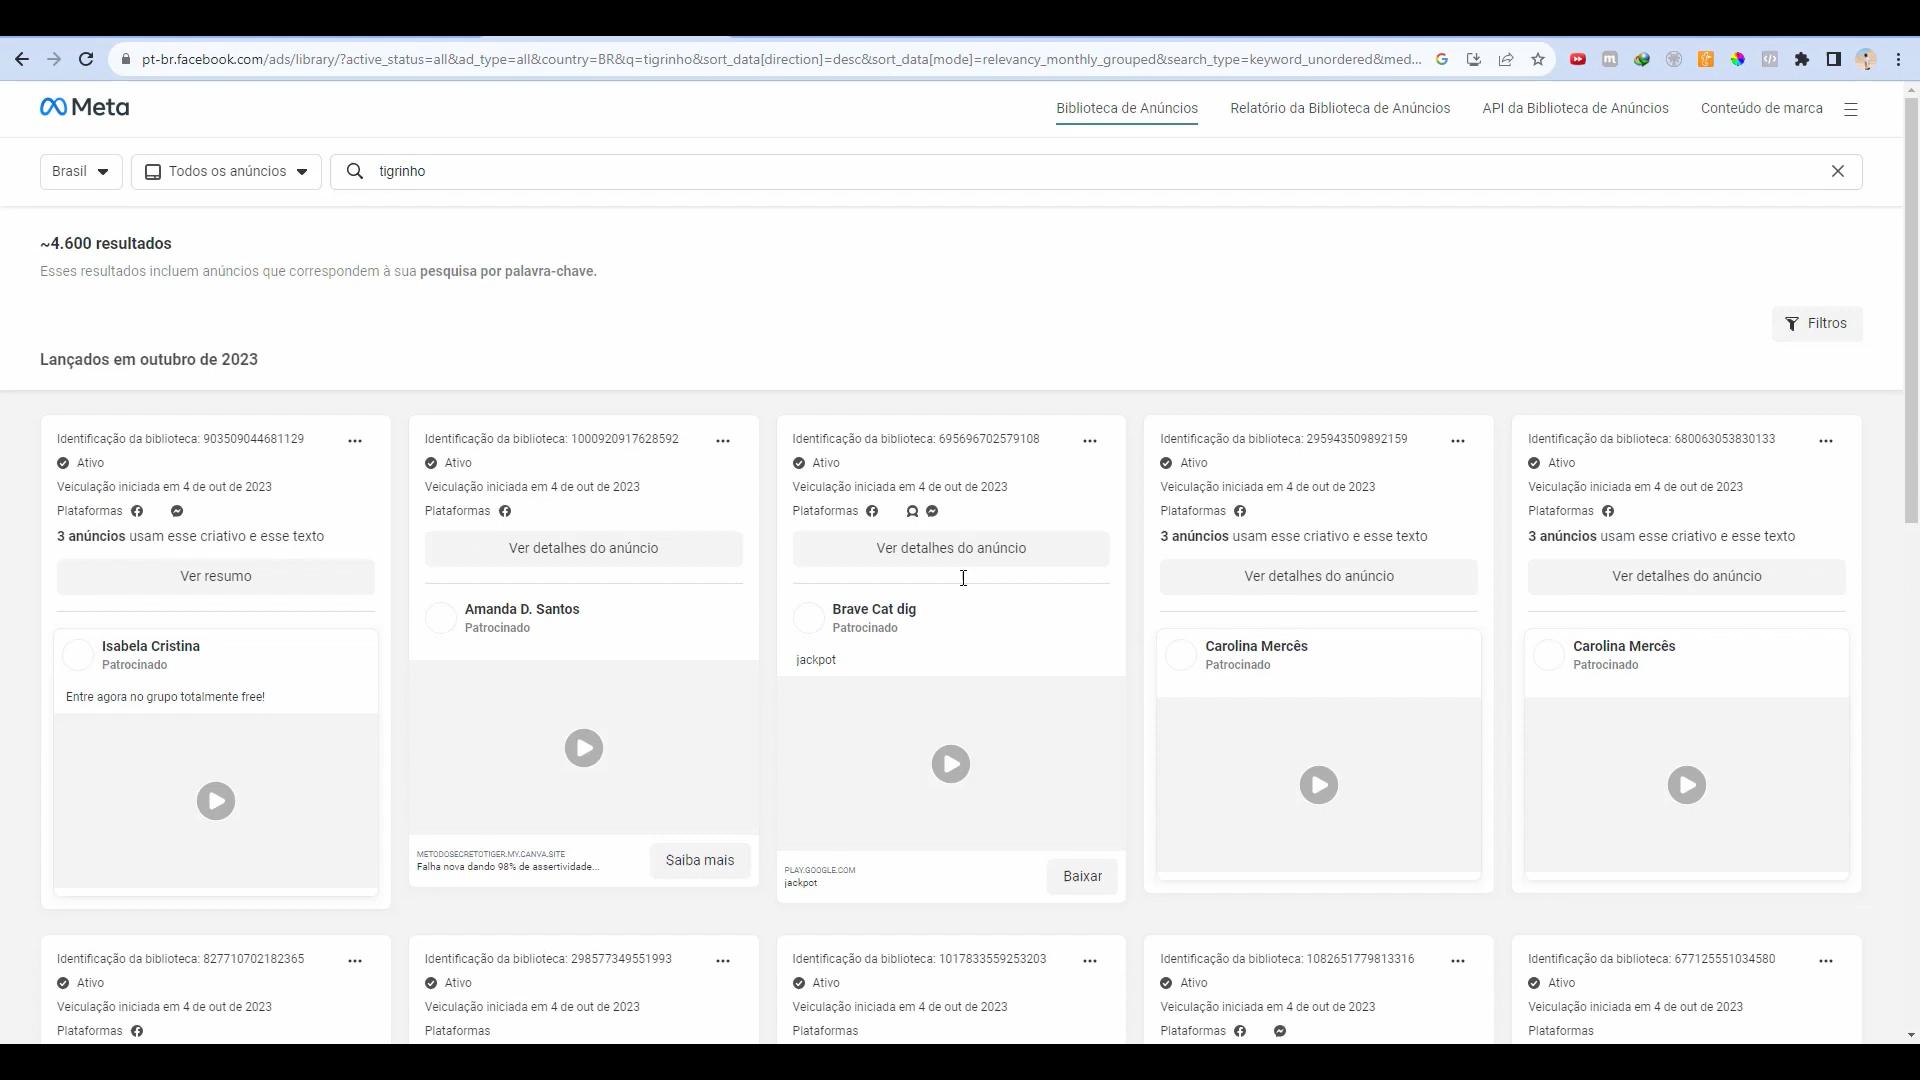 pt-br.facebook.com/ads/library/?active_status=all&ad_type=all&country=BR&q=tigrinho&sort_data[direction]=desc&sort_data[mode]=relevancy_monthly_grouped&search_type=keyword_unordered&med...
Meta
Biblioteca de Anúncios
Relatório da Biblioteca de Anúncios
API da Biblioteca de Anúncios
Conteúdo de marca
Brasil
Todos os anúncios
tigrinho
~4.600 resultados
Esses resultados incluem anúncios que correspondem à sua pesquisa por palavra-chave.
Filtros
Lançados em outubro de 2023
Identificação da biblioteca: 903509044681129
Ativo
Veiculação iniciada em 4 de out de 2023
Plataformas
3 anúncios usam esse criativo e esse texto
Ver resumo
Isabela Cristina
Patrocinado
Entre agora no grupo totalmente free!
Identificação da biblioteca: 1000920917628592
Ativo
Veiculação iniciada em 4 de out de 2023
Plataformas
Ver detalhes do anúncio
Amanda D. Santos
Patrocinado
METODOSECRETOTIGER.MY.CANVA.SITE
Falha nova dando 98% de assertividade...
Saiba mais
Identificação da biblioteca: 695696702579108
Ativo
Veiculação iniciada em 4 de out de 2023
Plataformas
Ver detalhes do anúncio
Brave Cat dig
Patrocinado
jackpot
PLAY.GOOGLE.COM
jackpot
Baixar
Identificação da biblioteca: 295943509892159
Ativo
Veiculação iniciada em 4 de out de 2023
Plataformas
3 anúncios usam esse criativo e esse texto
Ver detalhes do anúncio
Carolina Mercês
Patrocinado
Identificação da biblioteca: 680063053830133
Ativo
Veiculação iniciada em 4 de out de 2023
Plataformas
3 anúncios usam esse criativo e esse texto
Ver detalhes do anúncio
Carolina Mercês
Patrocinado
Identificação da biblioteca: 827710702182365
Ativo
Veiculação iniciada em 4 de out de 2023
Plataformas
Identificação da biblioteca: 298577349551993
Ativo
Veiculação iniciada em 4 de out de 2023
Plataformas
Identificação da biblioteca: 1017833559253203
Ativo
Veiculação iniciada em 4 de out de 2023
Plataformas
Identificação da biblioteca: 1082651779813316
Ativo
Veiculação iniciada em 4 de out de 2023
Plataformas
Identificação da biblioteca: 677125551034580
Ativo
Veiculação iniciada em 4 de out de 2023
Plataformas